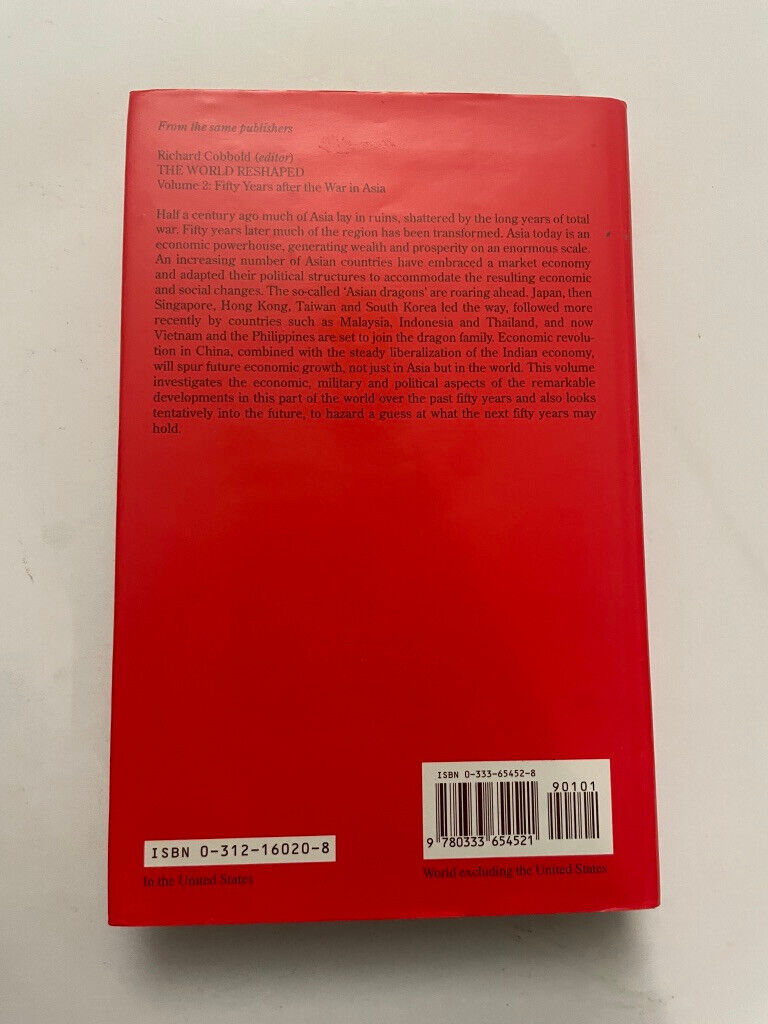 From the same publishers
Richard Cobbold (editor)
THE WORLD RESHAPED
Volume 2: Fifty Years after the War in Asia
Half a century ago much of Asia lay in ruins, shattered by the long years of total
war. Fifty years later much of the region has been transformed. Asia today is an
economic powerhouse, generating wealth and prosperity on an enormous scale.
An increasing number of Asian countries have embraced a market economy
and adapted their political structures to accommodate the resulting economic
and social changes. The so-called ‘Asian dragons’ are roaring ahead. Japan, then
Singapore, Hong Kong, Taiwan and South Korea led the way, followed more
recently by countries such as Malaysia, Indonesia and Thailand, and now
Vietnam and the Philippines are set to join the dragon family. Economic revolu-
tion in China, combined with the steady liberalization of the Indian economy,
will spur future economic growth, not just in Asia but in the world. This volume
investigates the economic, military and political aspects of the remarkable
developments in this part of the world over the past fifty years and also looks
tentatively into the future, to hazard a guess at what the next fifty years may
hold.
ISBN 0-333-65452-8
90101
9 780333 654521
World excluding the United States
ISBN 0-312-16020-8
In the United States